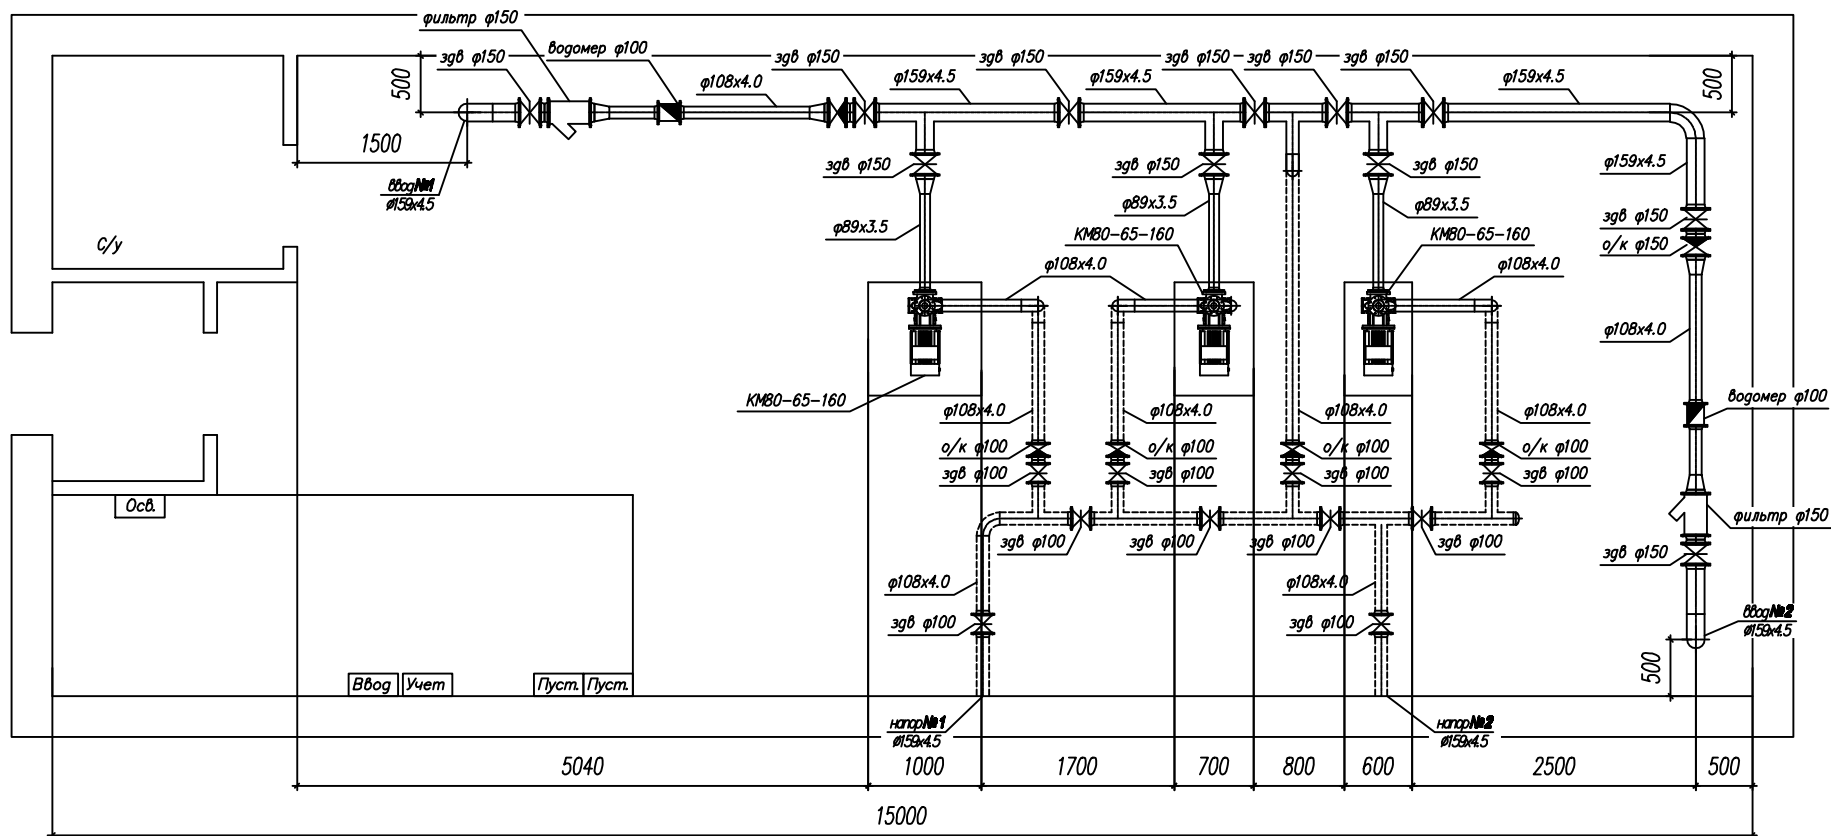 фильтр φ150
здв φ150
водомер φ100
здв φ150
здв φ150
здв φ150
здв φ150
здв φ150
500
φ108x4.0
φ159x4.5
φ159x4.5
φ159x4.5
500
1500
здв φ150
здв φ150
здв φ150
φ159x4.5
ввод№1
Ø159x4.5
φ89x3.5
φ89x3.5
φ89x3.5
здв φ150
С/у
КМ80-65-160
КМ80-65-160
о/к φ150
φ108x4.0
φ108x4.0
φ108x4.0
КМ80-65-160
φ108x4.0
φ108x4.0
φ108x4.0
φ108x4.0
водомер φ100
о/к φ100
о/к φ100
о/к φ100
о/к φ100
здв φ100
здв φ100
здв φ100
здв φ100
Осв.
фильтр φ150
здв φ100
здв φ100
здв φ100
здв φ100
здв φ150
φ108x4.0
φ108x4.0
здв φ100
здв φ100
ввод№2
Ø159x4.5
500
Ввод
Учет
Пуст.
Пуст.
напор№1
Ø159x4.5
напор№2
Ø159x4.5
5040
1000
1700
700
800
600
2500
500
15000